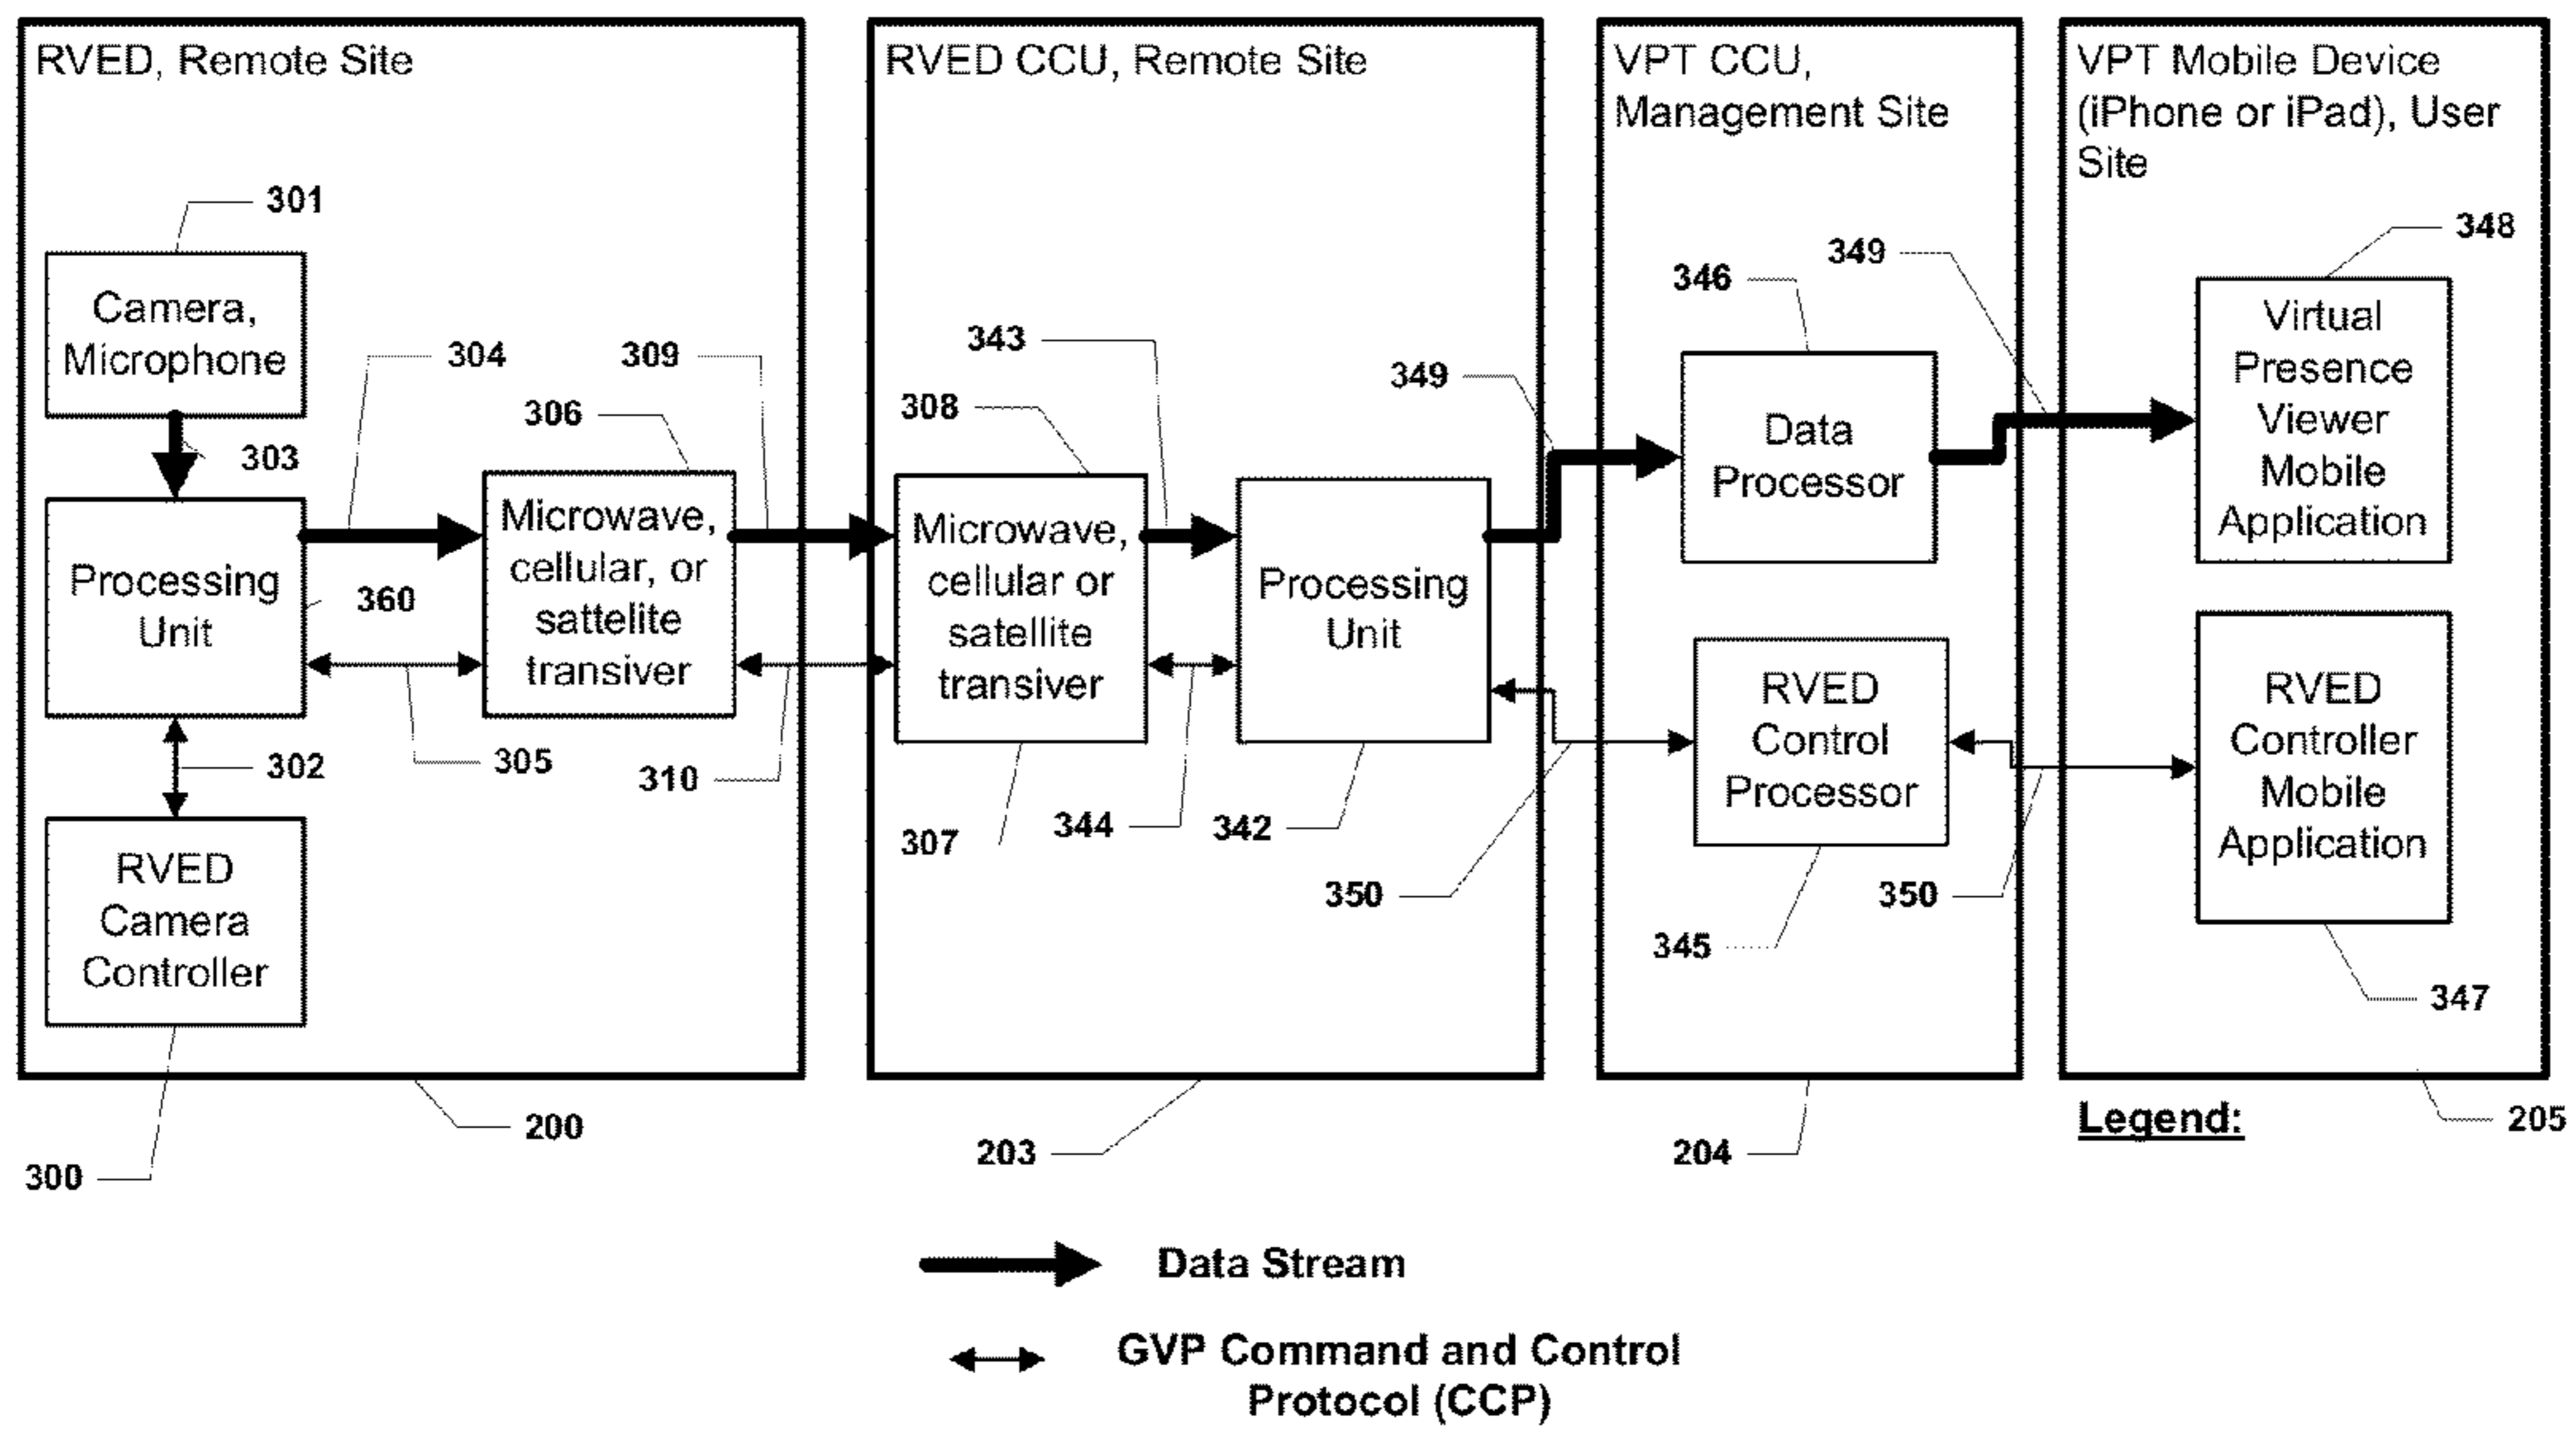 RVED, Remote Site
301
Camera,
Microphone
304
309
306
303
Processing
Unit
360
Microwave,
cellular, or
sattelite
transiver
302
305
310
RVED
Camera
Controller
300
200
RVED CCU, Remote Site
343
349
308
Microwave,
cellular or
satellite
transiver
Processing
Unit
307
344
342
350
203
VPT CCU,
Management Site
349
346
Data
Processor
RVED
Control
Processor
350
345
204
VPT Mobile Device
(iPhone or iPad), User
Site
348
Virtual
Presence
Viewer
Mobile
Application
RVED
Controller
Mobile
Application
347
205
Legend:
Data Stream
GVP Command and Control
Protocol (CCP)